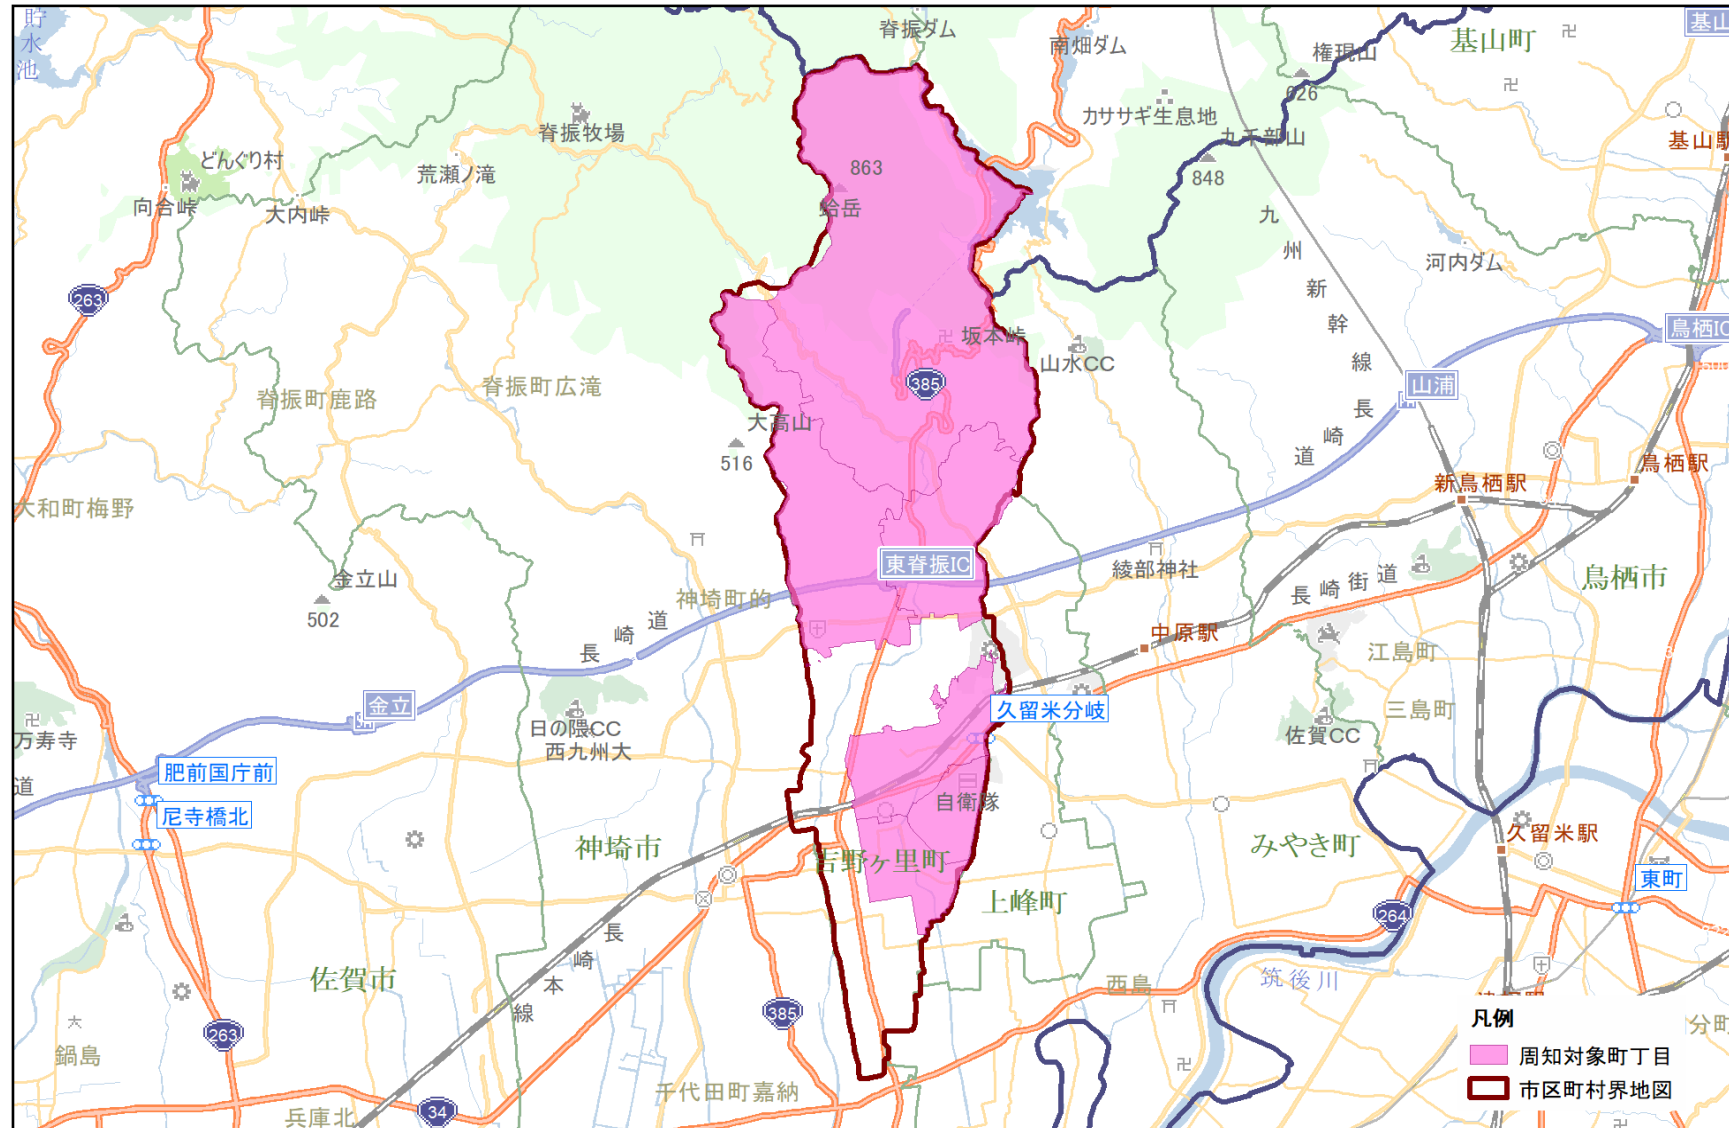 貯水池
脊振ダム
南畑ダム
基山町
基山
権現山
626
脊振牧場
カササギ生息地
九千部山
848
基山駅
どんぐり村
荒瀬ノ滝
863
蛤岳
向合峠
大内峠
九州新幹線
河内ダム
263
坂本峠
山水CC
鳥栖IC
385
山浦
脊振町鹿路
脊振町広滝
大高山
516
長崎道
鳥栖駅
新鳥栖駅
大和町梅野
東脊振IC
綾部神社
金立山
502
神埼町的
長崎道
長崎街道
鳥栖市
中原駅
江島町
金立
久留米分岐
三島町
万寿寺
日の隈CC
西九州大
佐賀CC
道
肥前国庁前
尼寺橋北
自衛隊
神埼市
吉野ヶ里町
みやき町
久留米駅
東町
上峰町
264
佐賀市
長崎本線
西島
筑後川
385
263
鍋島
千代田町嘉納
兵庫北
34
分町
凡例
周知対象町丁目
市区町村界地図